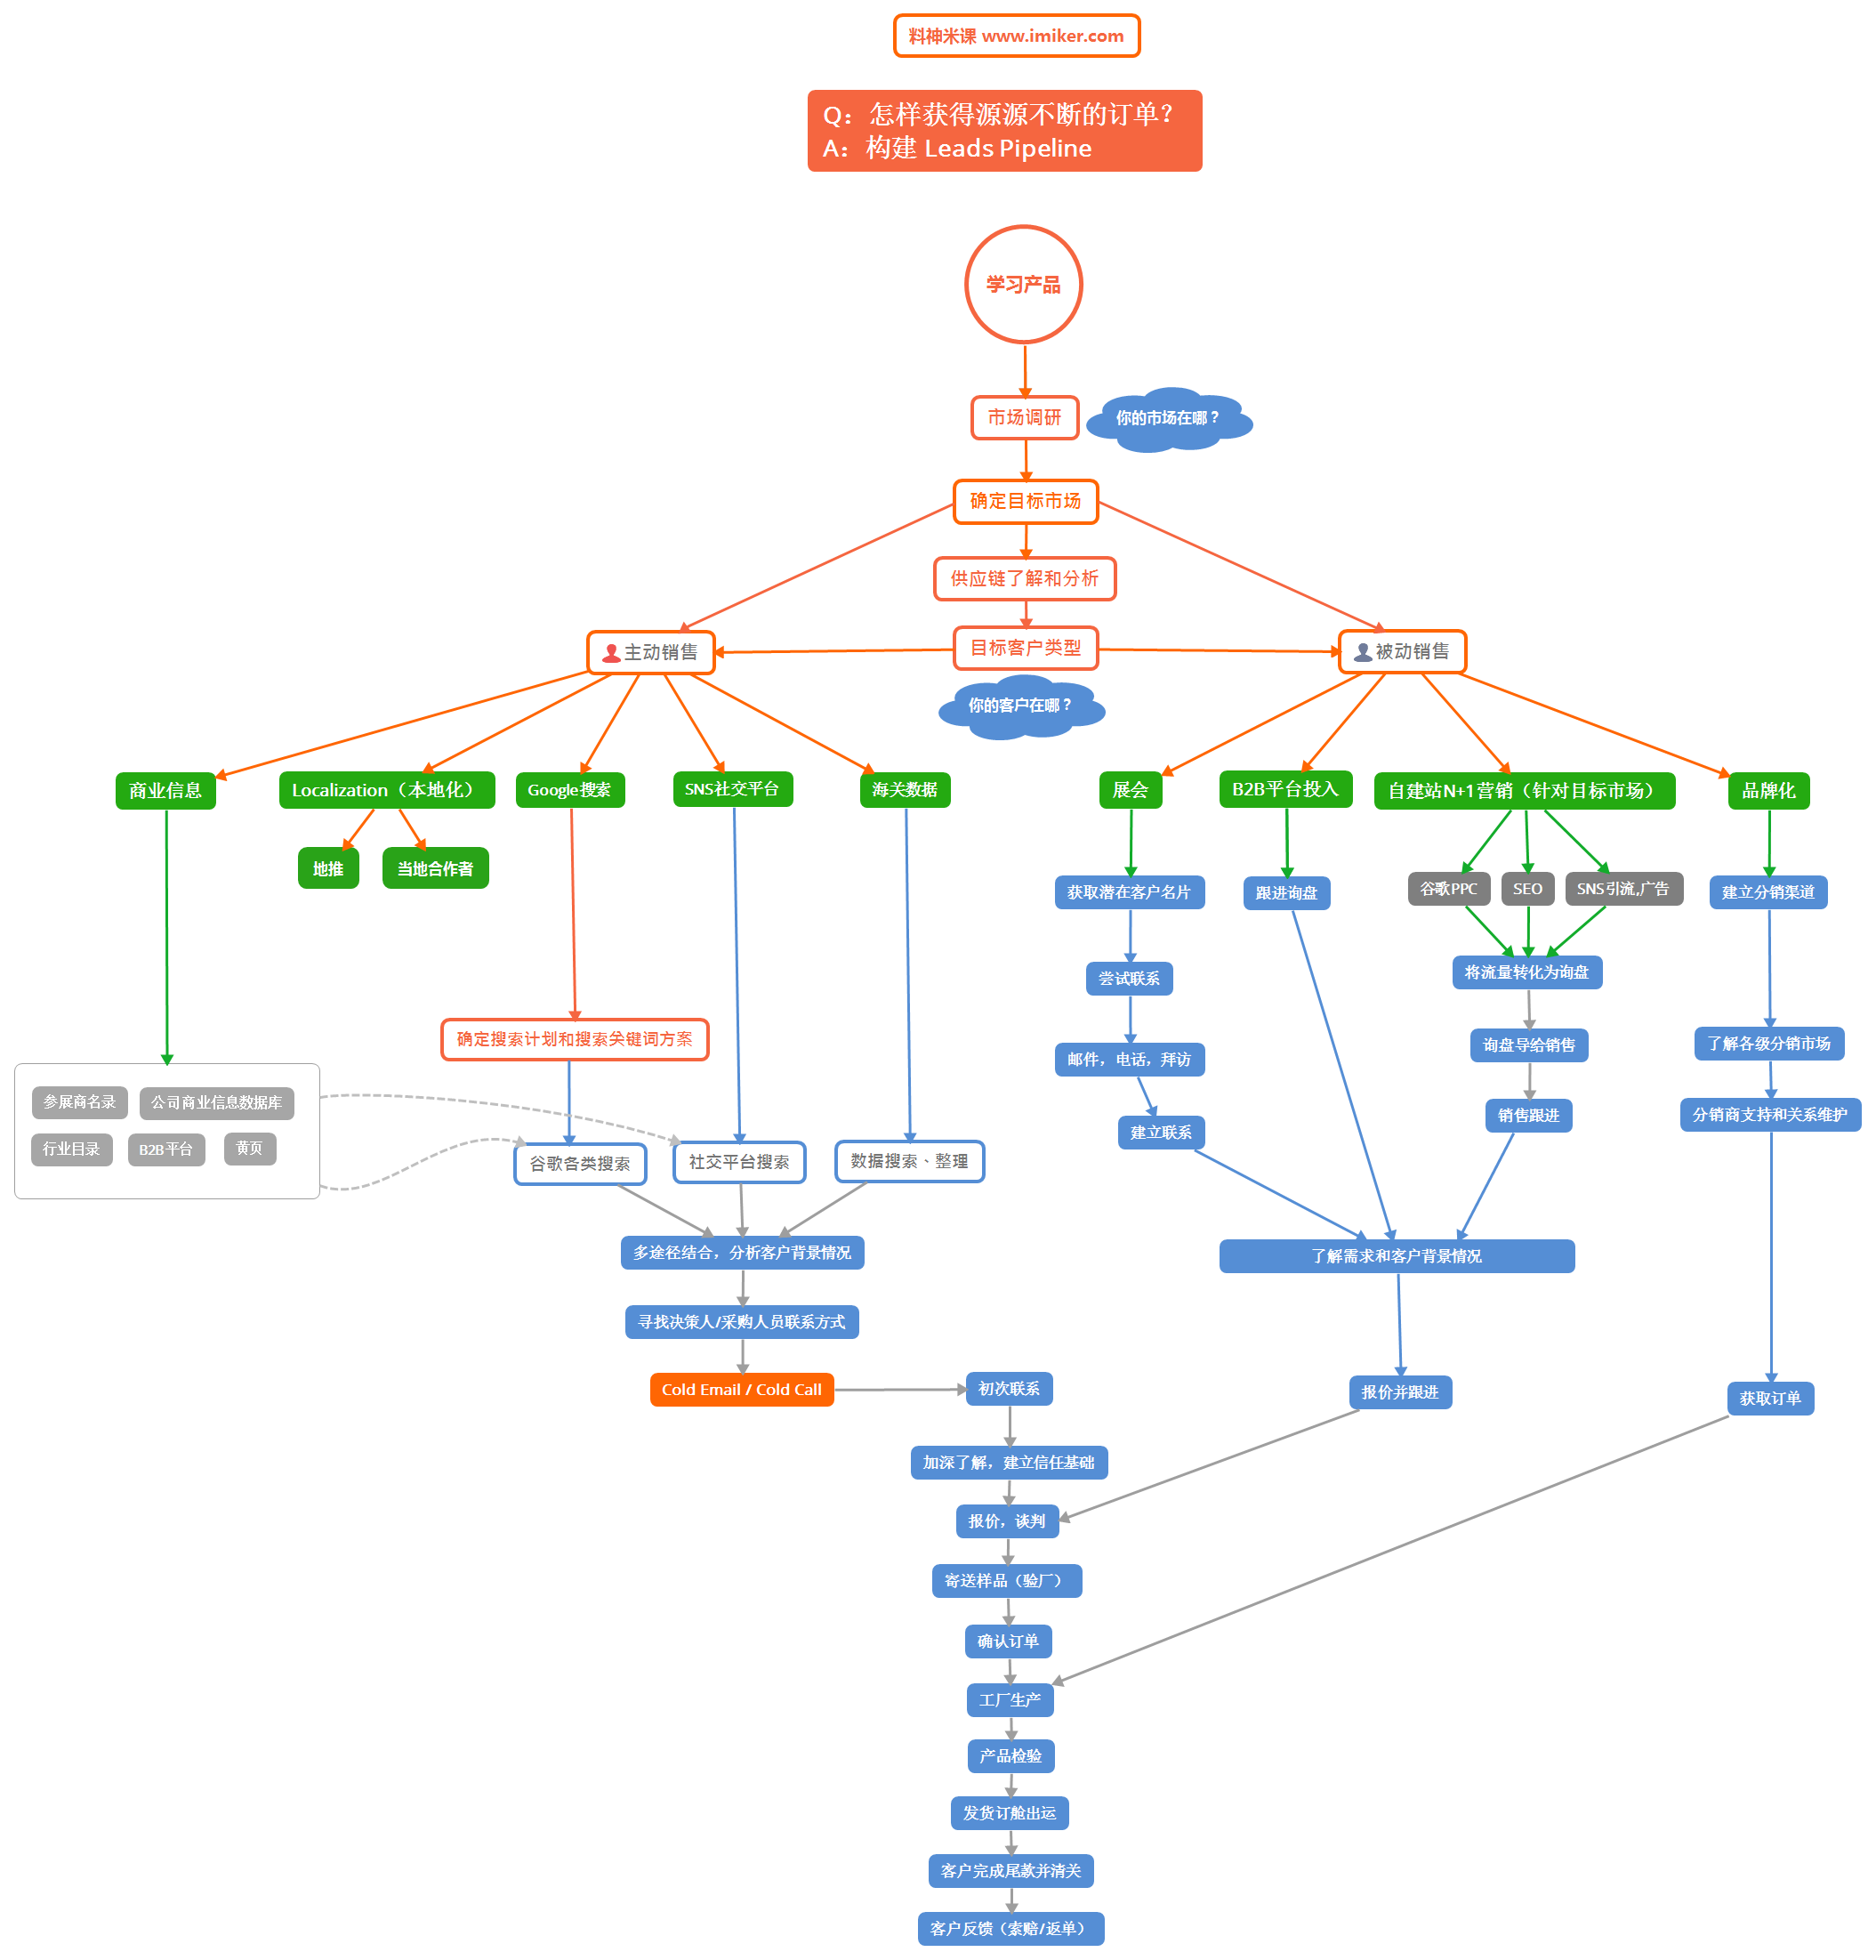 料神米课 www.imiker.com
Q：怎样获得源源不断的订单？
A：构建 Leads Pipeline
学习产品
市场调研
你的市场在哪？
确定目标市场
供应链了解和分析
主动销售
目标客户类型
被动销售
你的客户在哪？
商业信息
Localization（本地化）
Google搜索
SNS社交平台
海关数据
展会
B2B平台投入
自建站N+1营销（针对目标市场）
品牌化
地推
当地合作者
获取潜在客户名片
跟进询盘
谷歌PPC
SEO
SNS引流,广告
建立分销渠道
尝试联系
将流量转化为询盘
确定搜索计划和搜索关键词方案
邮件，电话，拜访
询盘导给销售
了解各级分销市场
参展商名录
公司商业信息数据库
行业目录
B2B平台
黄页
建立联系
销售跟进
分销商支持和关系维护
谷歌各类搜索
社交平台搜索
数据搜索、整理
多途径结合，分析客户背景情况
了解需求和客户背景情况
寻找决策人/采购人员联系方式
Cold Email / Cold Call
初次联系
报价并跟进
获取订单
加深了解，建立信任基础
报价，谈判
寄送样品（验厂）
确认订单
工厂生产
产品检验
发货订舱出运
客户完成尾款并清关
客户反馈（索赔/返单）